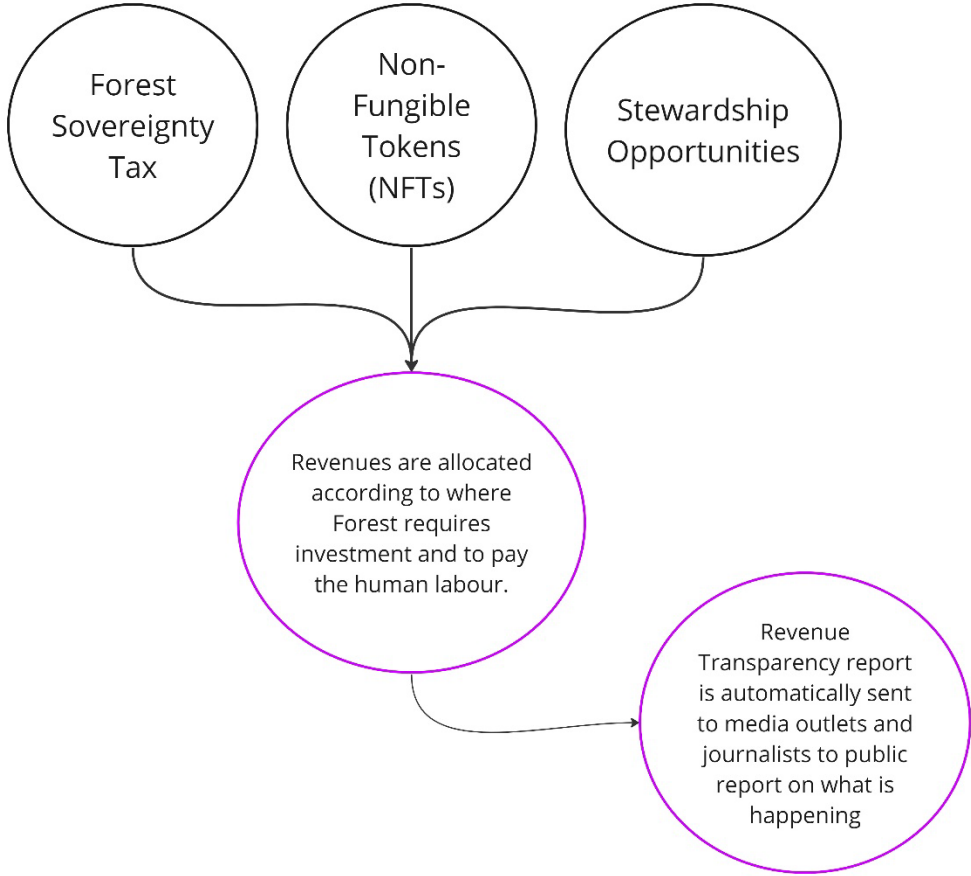 Forest
Sovereignty
Tax
Non-
Fungible
Tokens
(NFTs)
Stewardship
Opportunities
Revenues are allocated
according to where
Forest requires
investment and to pay
the human labour.
Revenue
Transparency report
is automatically sent
to media outlets and
journalists to public
report on what is
happening